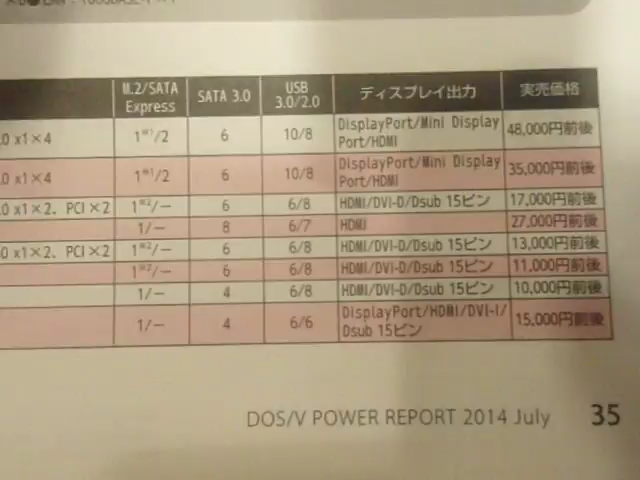 M.2/SATA Express SATA 3.0 USB 3.0/2.0 ディスプレイ出力 実売価格
.0 x1×4 1※1/2 6 10/8 DisplayPort/Mini Display Port/HDMI 48,000円前後
.0 x1×4 1※1/2 6 10/8 DisplayPort/Mini Display Port/HDMI 35,000円前後
0 x1×2、PCI×2 1※2/― 6 6/8 HDMI/DVI-D/Dsub 15ピン 17,000円前後
1/― 8 6/7 HDMI 27,000円前後
0 x1×2、PCI×2 1※2/― 6 6/8 HDMI/DVI-D/Dsub 15ピン 13,000円前後
1※2/― 6 6/8 HDMI/DVI-D/Dsub 15ピン 11,000円前後
1/― 4 6/8 HDMI/DVI-D/Dsub 15ピン 10,000円前後
1/― 4 6/6 DisplayPort/HDMI/DVI-I/Dsub 15ピン 15,000円前後
DOS/V POWER REPORT 2014 July 35